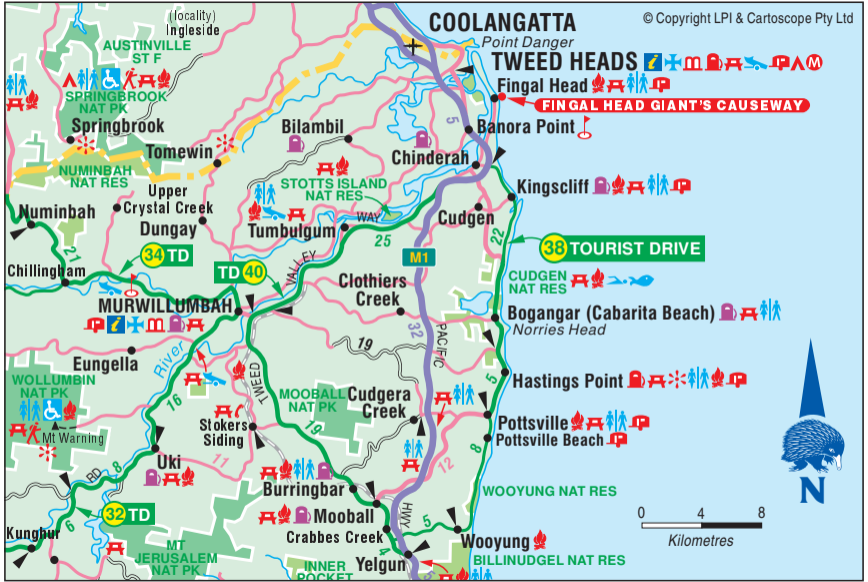 (locality)
Ingleside
COOLANGATTA
© Copyright LPI & Cartoscope Pty Ltd
Point Danger
AUSTINVILLE
ST F
TWEED HEADS
i
M
Fingal Head
SPRINGBROOK
NAT PK
FINGAL HEAD GIANT'S CAUSEWAY
5
Springbrook
Bilambil
Banora Point
Tomewin
Chinderah
NUMINBAH
NAT RES
STOTTS ISLAND
NAT RES
Kingscliff
Upper
Crystal Creek
Numinbah
Dungay
Tumbulgum
WAY
25
Cudgen
22
38 TOURIST DRIVE
21
34 TD
M1
Chillingham
TD 40
VALLEY
CUDGEN
NAT RES
Clothiers
Creek
MURWILLUMBAH
i
Bogangar (Cabarita Beach)
Norries Head
32
PACIFIC
19
River
Eungella
WOLLUMBIN
NAT PK
TWEED
5
Hastings Point
MOOBALL
NAT PK
Cudgera
Creek
16
Stokers
Siding
19
Pottsville
Pottsville Beach
Mt Warning
Uki
11
12
8
RD
8
Burringbar
WOOYUNG NAT RES
32 TD
6
Mooball
HWY
0 4 8
Kilometres
N
Kunghur
Crabbes Creek
5
Wooyung
MT
JERUSALEM
NAT PK
4
Yelgun
BILLINUDGEL NAT RES
INNER
POCKET